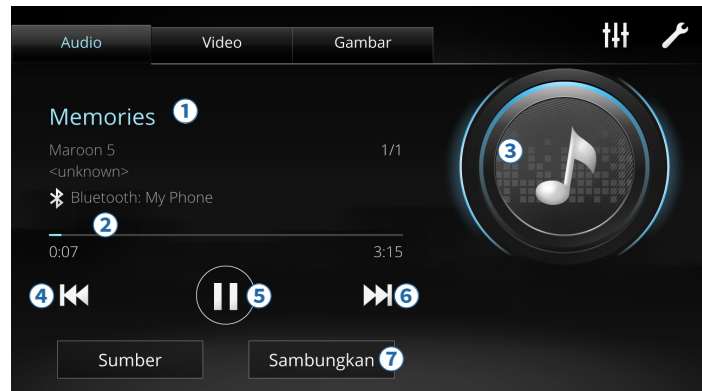 Audio Video Gambar
Memories 1
Maroon 5 1/1
<unknown>
Bluetooth: My Phone
2
0:07 3:15
3
4 5 6
Sumber Sambungkan 7